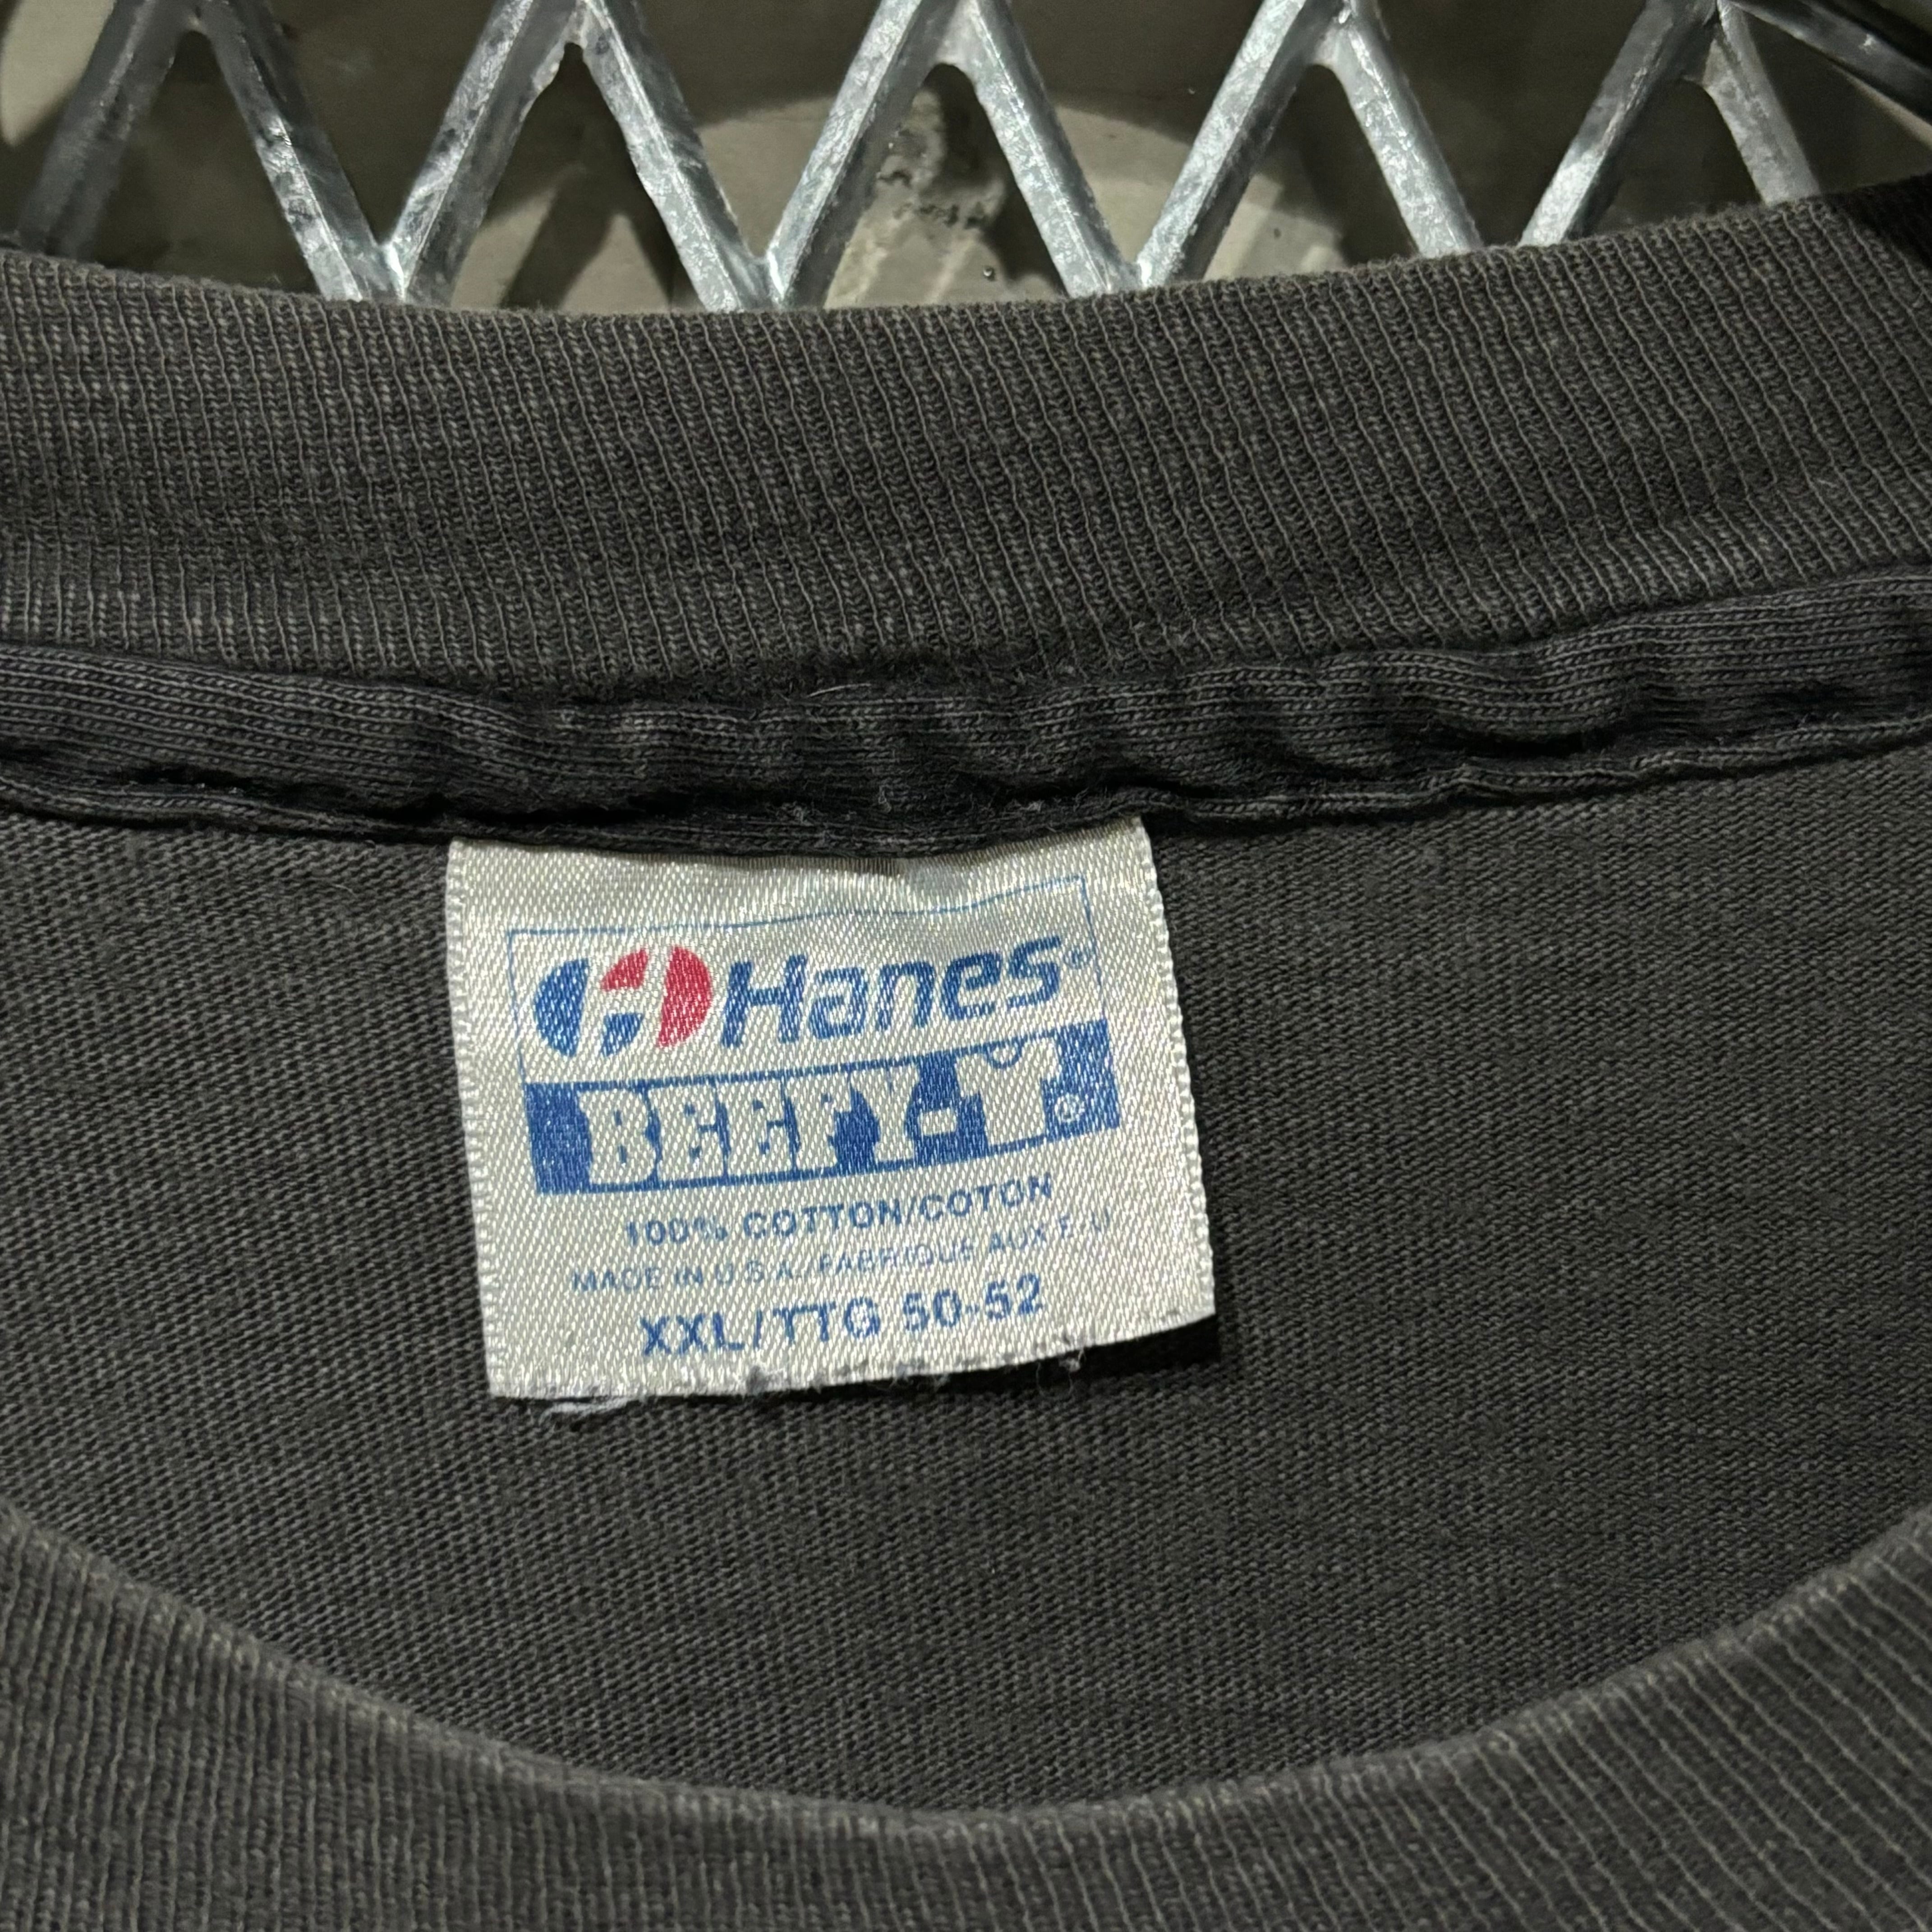 Hanes®
BEEFY-T®
100% COTTON/COTON
MADE IN U.S.A./FABRIQUE AUX E.U.
XXL/TTG 50-52